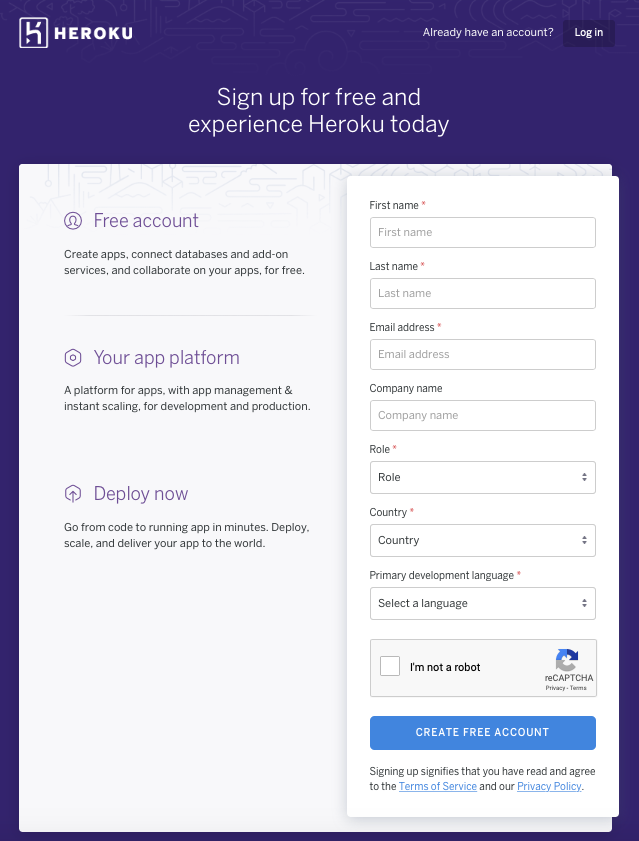 HEROKU
Already have an account?
Log in
Sign up for free and
experience Heroku today
Free account
Create apps, connect databases and add-on
services, and collaborate on your apps, for free.
Your app platform
A platform for apps, with app management &
instant scaling, for development and production.
Deploy now
Go from code to running app in minutes. Deploy,
scale, and deliver your app to the world.
First name *
First name
Last name *
Last name
Email address *
Email address
Company name
Company name
Role *
Role
Country *
Country
Primary development language *
Select a language
I'm not a robot
reCAPTCHA
Privacy - Terms
CREATE FREE ACCOUNT
Signing up signifies that you have read and agree
to the Terms of Service and our Privacy Policy.